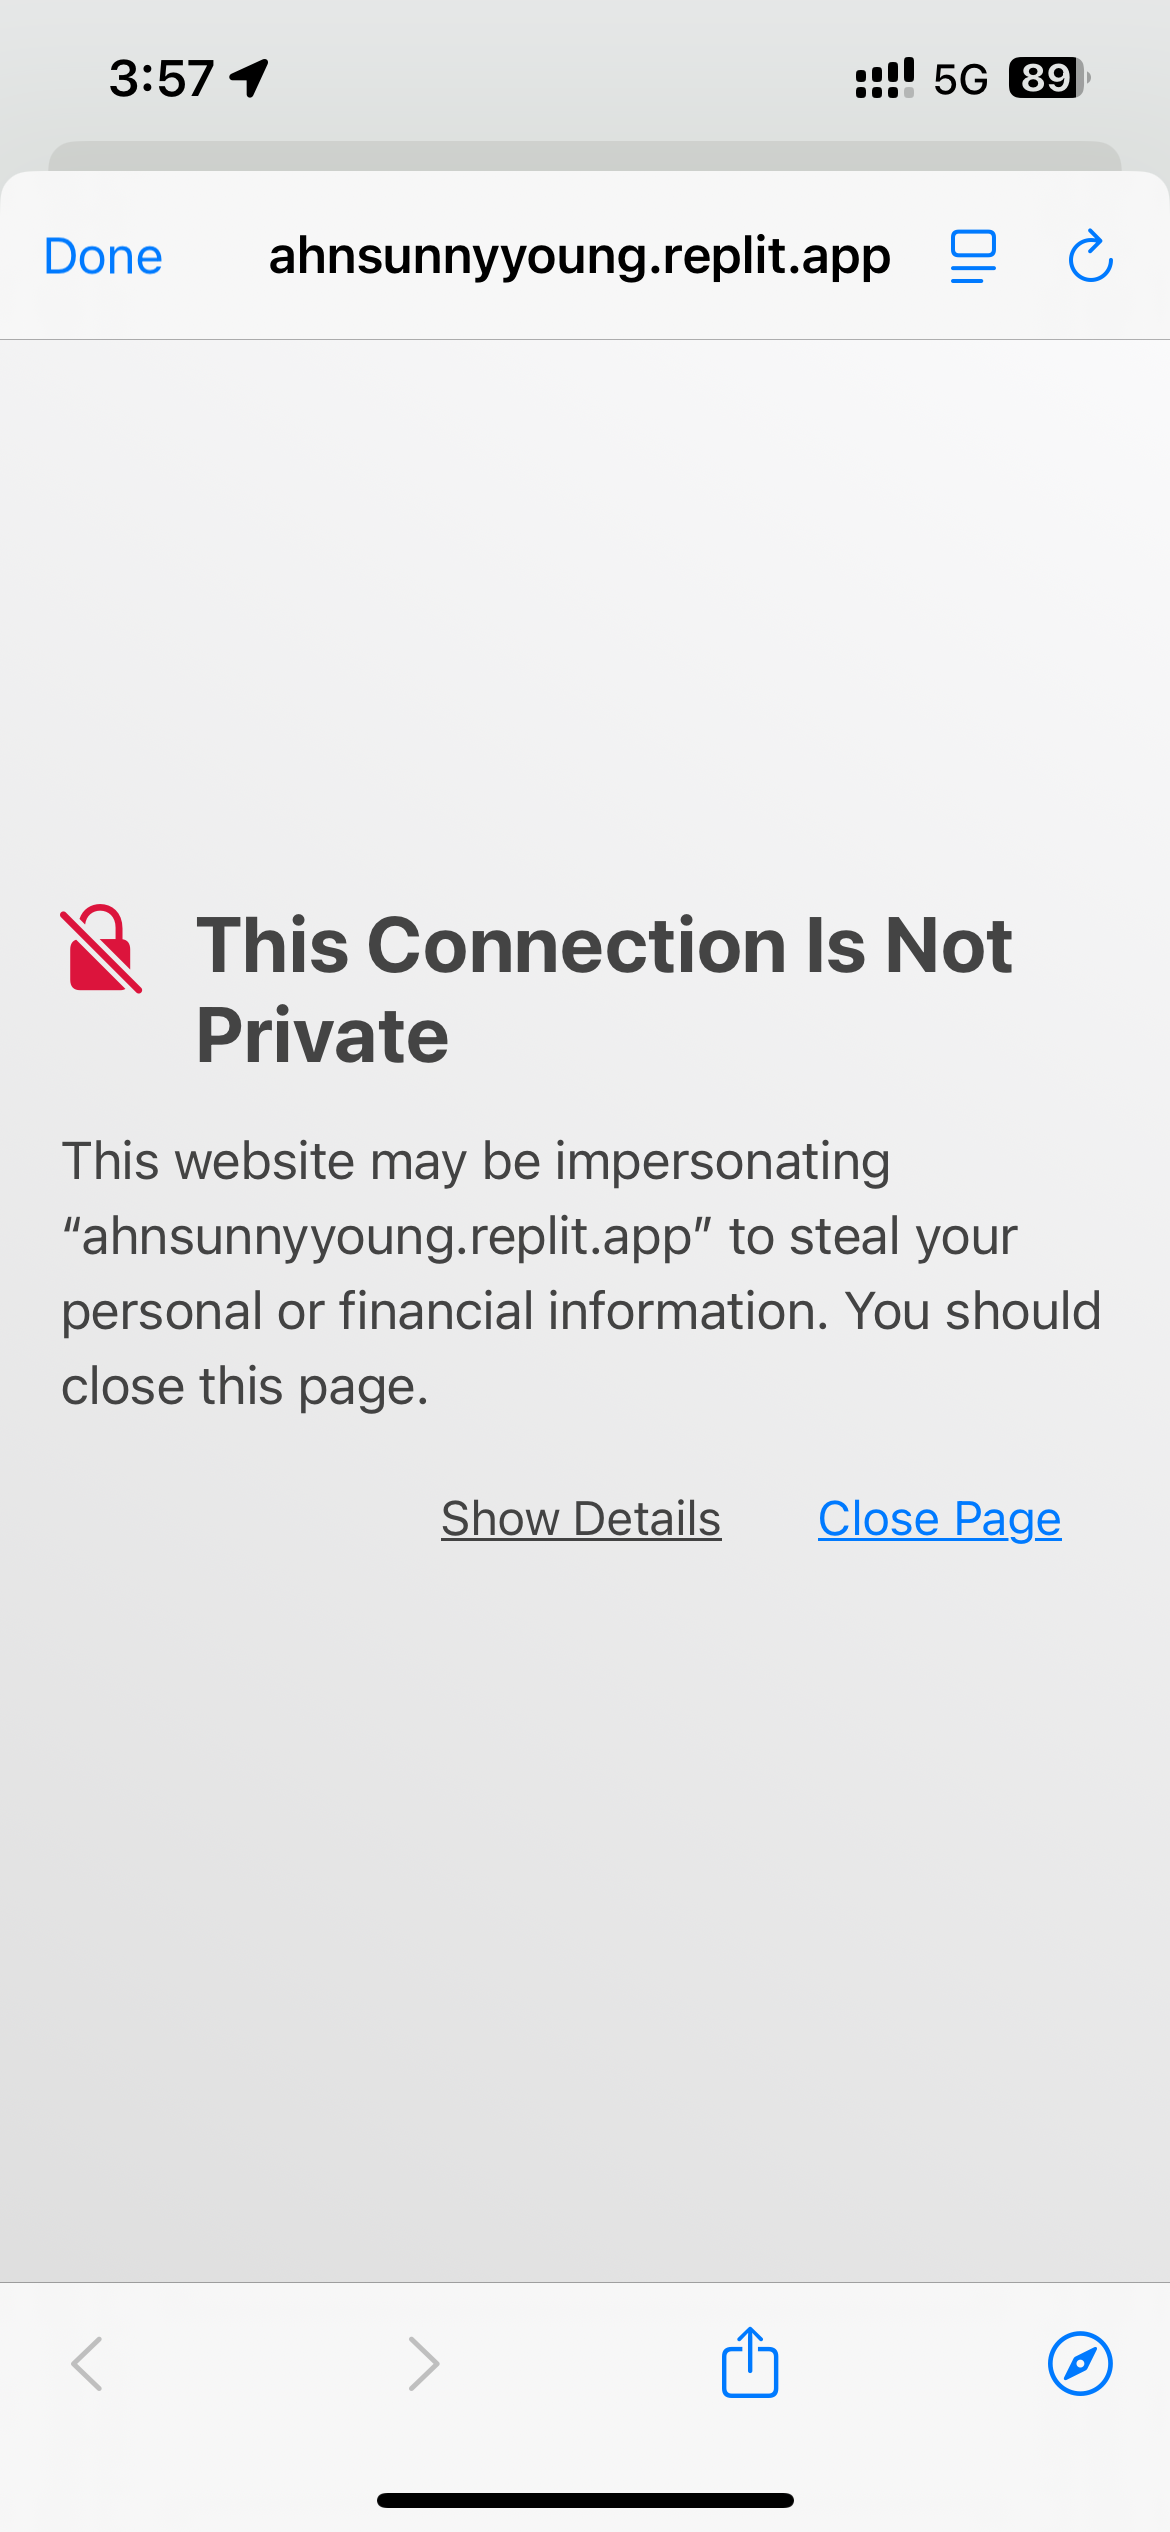 3:57
5G
89
Done
ahnsunnyyoung.replit.app
This Connection Is Not
Private
This website may be impersonating
“ahnsunnyyoung.replit.app” to steal your
personal or financial information. You should
close this page.
Show Details
Close Page